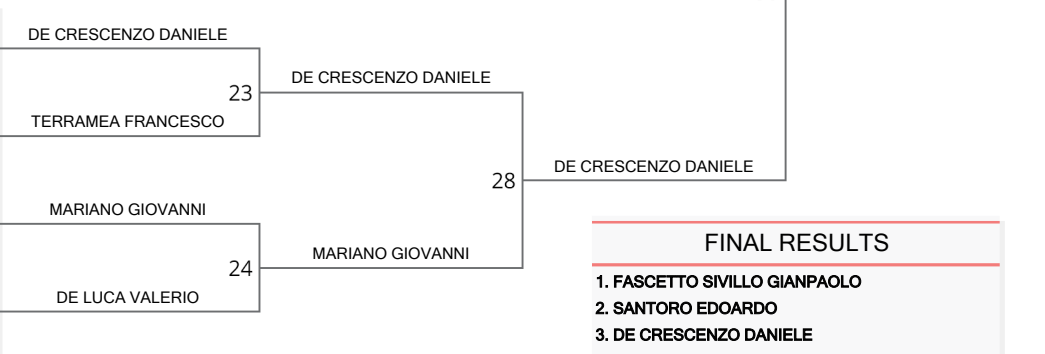 DE CRESCENZO DANIELE
DE CRESCENZO DANIELE
23
TERRAMEA FRANCESCO
DE CRESCENZO DANIELE
28
MARIANO GIOVANNI
MARIANO GIOVANNI
24
DE LUCA VALERIO
FINAL RESULTS
1. FASCETTO SIVILLO GIANPAOLO
2. SANTORO EDOARDO
3. DE CRESCENZO DANIELE